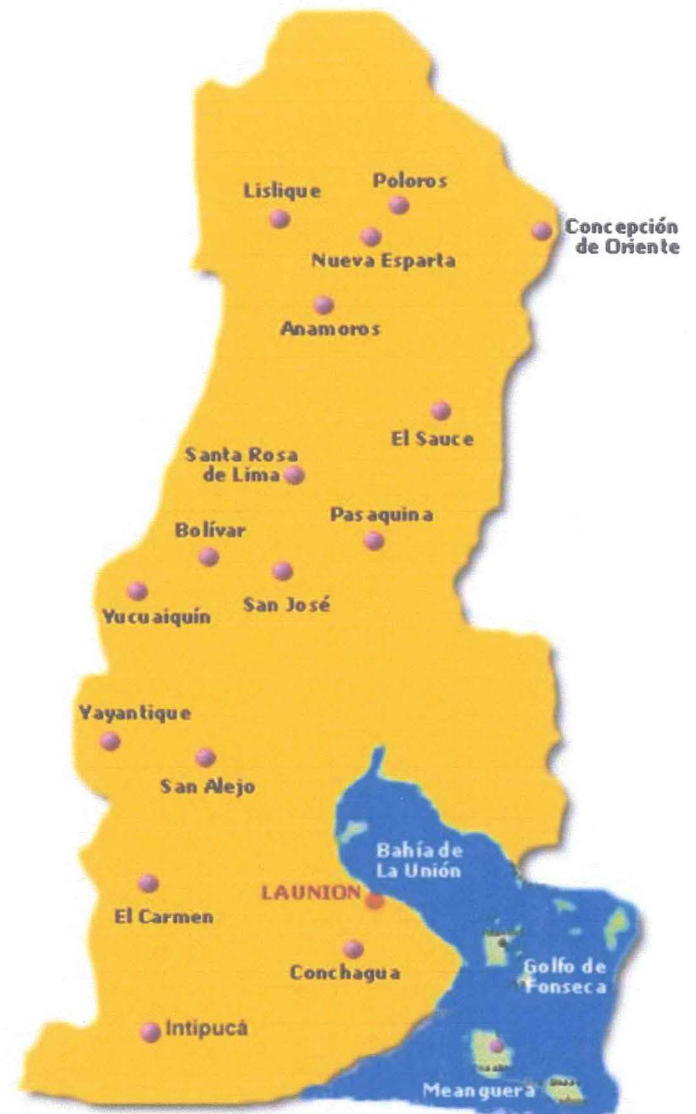 Poloros
Lislique
Concepción
de Oriente
Nueva Esparta
Anamoros
El Sauce
Santa Rosa
de Lima
Pasaquina
Bolívar
San José
Yucuaiquín
Yayantique
San Alejo
Bahía de
La Unión
LAUNION
El Carmen
Conchagua
Golfo de
Fonseca
Intipucá
Meanguera